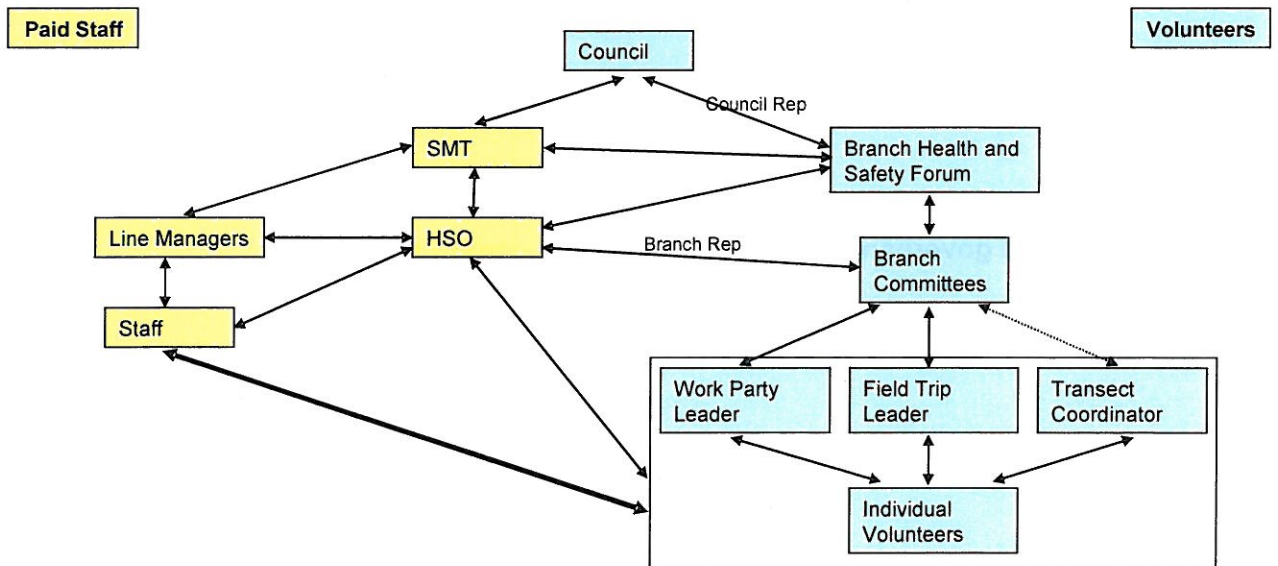 Paid Staff
Volunteers
Council
Council Rep
SMT
Branch Health and
Safety Forum
Line Managers
HSO
Branch Rep
Branch
Committees
Staff
Work Party
Leader
Field Trip
Leader
Transect
Coordinator
Individual
Volunteers